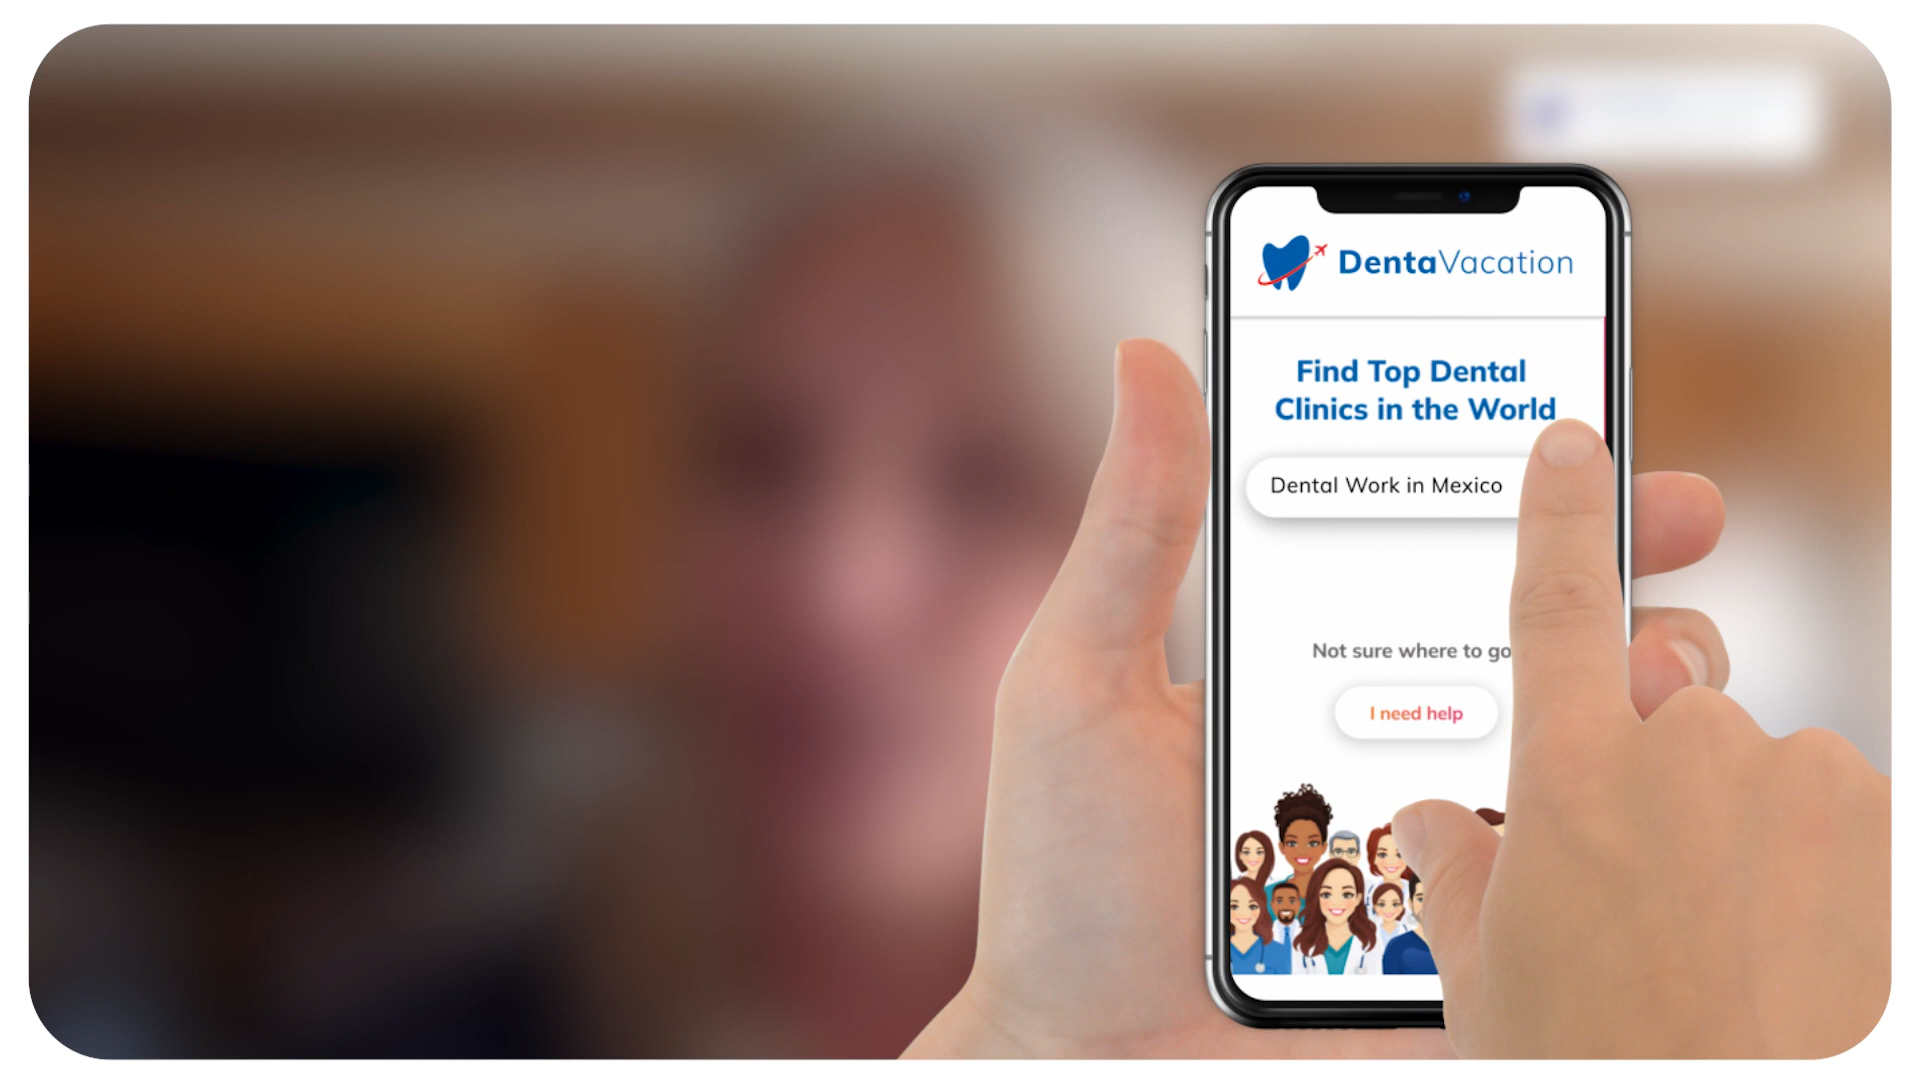 DentaVacation
Find Top Dental
Clinics in the World
Dental Work in Mexico
Not sure where to go
I need help